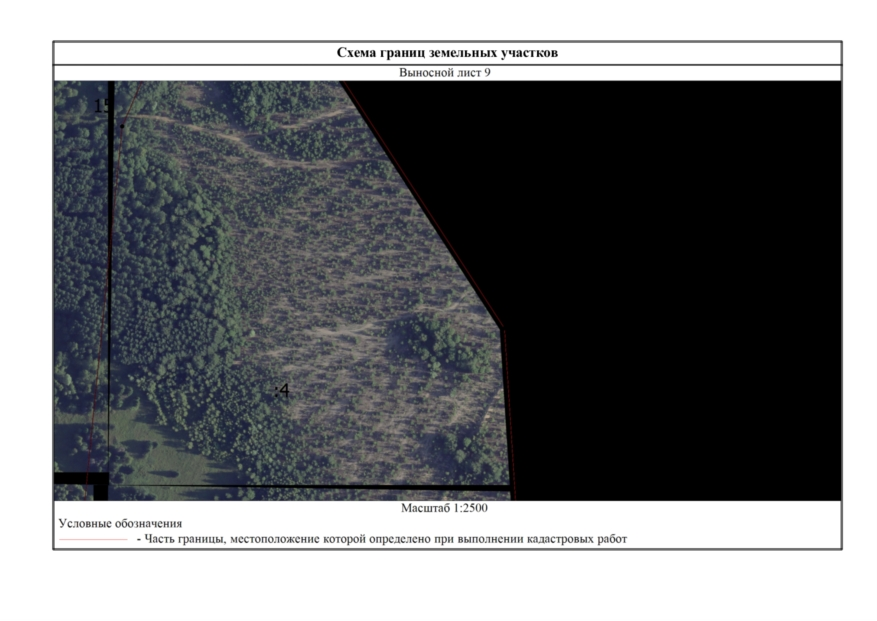 Схема границ земельных участков
Выносной лист 9
15
:4
Масштаб 1:2500
Условные обозначения
- Часть границы, местоположение которой определено при выполнении кадастровых работ